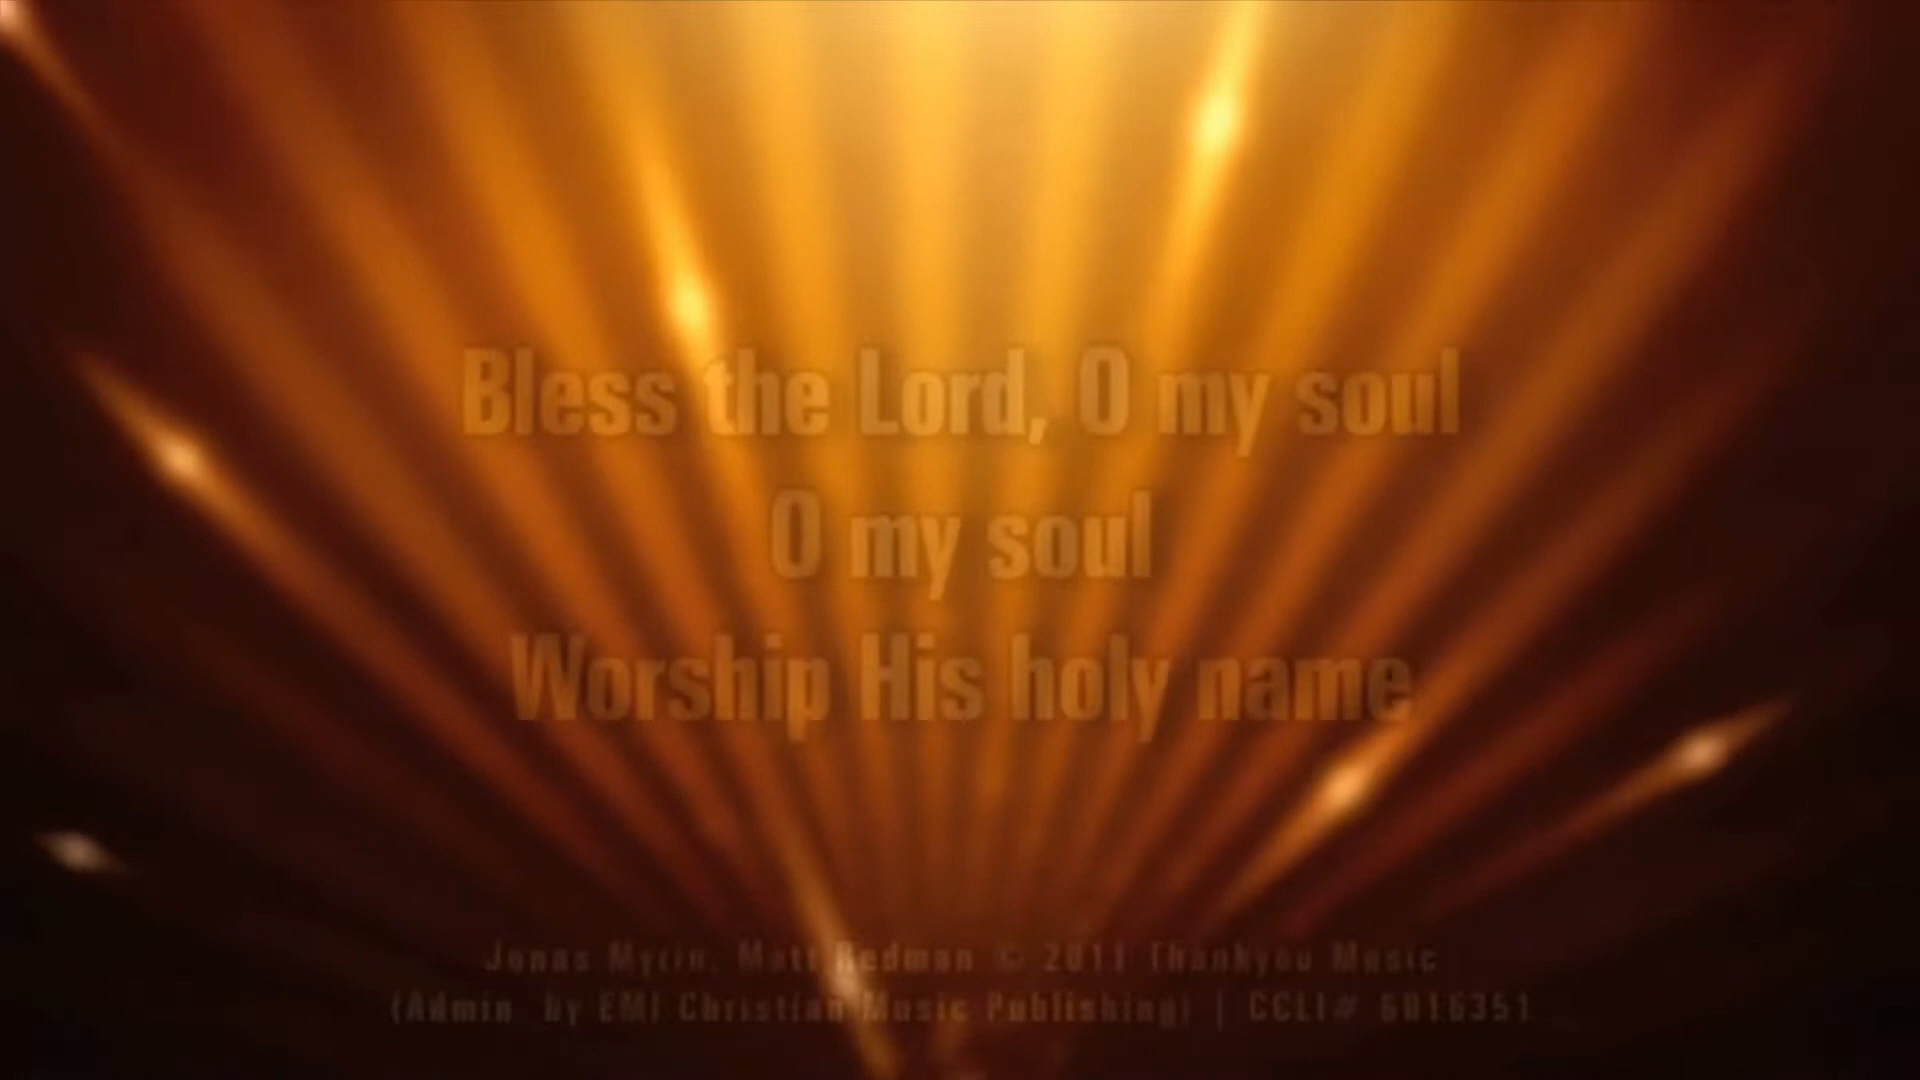 Bless the Lord, O my soul
O my soul
Worship His holy name
Jonas Myrin, Matt Redman © 2011 Thankyou Music
(Admin. by EMI Christian Music Publishing) | CCLI# 6016351